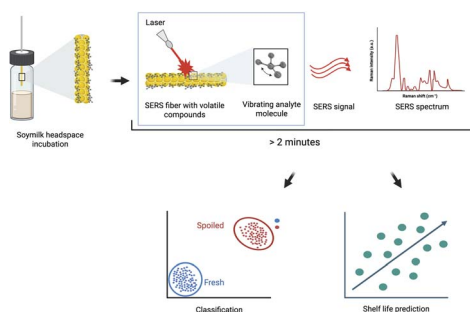 Laser
SERS fiber with volatile
compounds
Vibrating analyte
molecule
SERS signal
Raman intensity (a.u.)
Raman shift (cm⁻¹)
SERS spectrum
Soymilk headspace
incubation
> 2 minutes
Spoiled
Fresh
Classification
Shelf life prediction